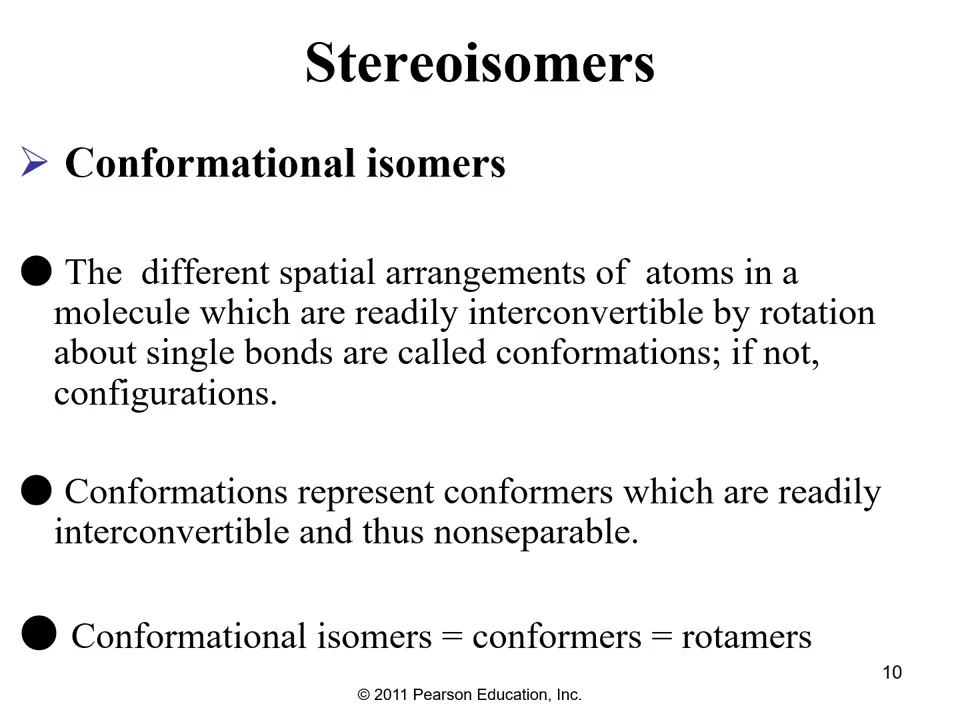 Stereoisomers
➢ Conformational isomers
● The different spatial arrangements of atoms in a
molecule which are readily interconvertible by rotation
about single bonds are called conformations; if not,
configurations.
● Conformations represent conformers which are readily
interconvertible and thus nonseparable.
● Conformational isomers = conformers = rotamers
10
© 2011 Pearson Education, Inc.